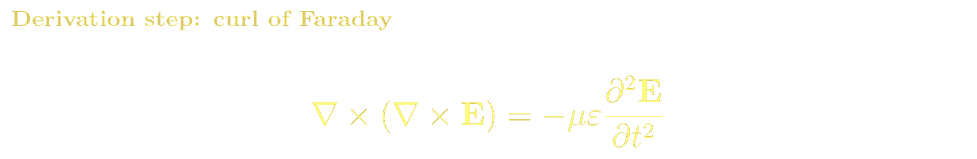 Derivation step: curl of Faraday
∇ × (∇ × E) = −με ∂²E/∂t²